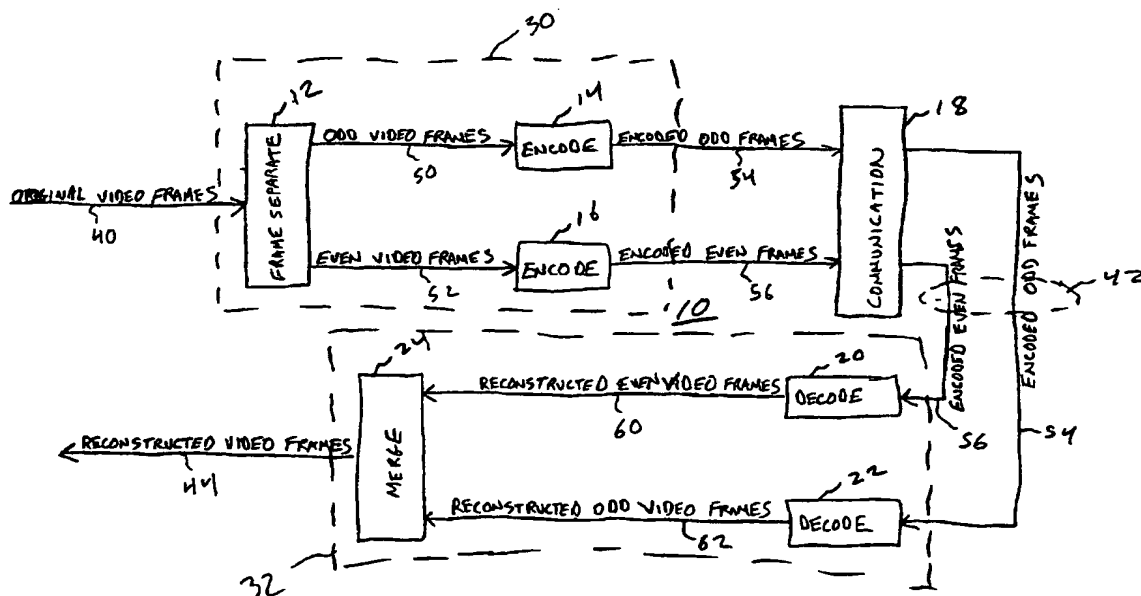 30
12
14
18
ODD VIDEO FRAMES
ENCODE
ENCODED ODD FRAMES
50
54
ORIGINAL VIDEO FRAMES
40
FRAME SEPARATE
16
COMMUNICATION
EVEN VIDEO FRAMES
ENCODE
ENCODED EVEN FRAMES
52
56
10
ENCODED EVEN FRAMES
ENCODED ODD FRAMES
42
24
20
RECONSTRUCTED EVEN VIDEO FRAMES
DECODE
60
56
54
RECONSTRUCTED VIDEO FRAMES
44
MERGE
22
RECONSTRUCTED ODD VIDEO FRAMES
DECODE
62
32